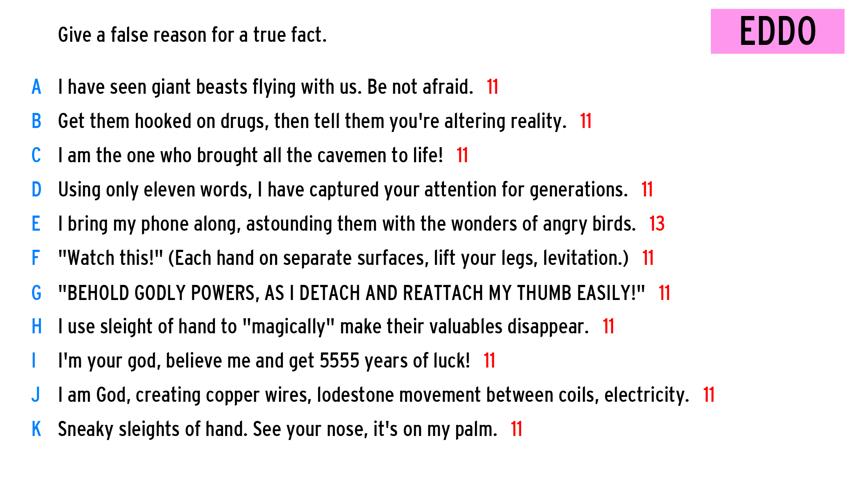 Give a false reason for a true fact.
EDDO
A I have seen giant beasts flying with us. Be not afraid. 11
B Get them hooked on drugs, then tell them you're altering reality. 11
C I am the one who brought all the cavemen to life! 11
D Using only eleven words, I have captured your attention for generations. 11
E I bring my phone along, astounding them with the wonders of angry birds. 13
F "Watch this!" (Each hand on separate surfaces, lift your legs, levitation.) 11
G "BEHOLD GODLY POWERS, AS I DETACH AND REATTACH MY THUMB EASILY!" 11
H I use sleight of hand to "magically" make their valuables disappear. 11
I I'm your god, believe me and get 5555 years of luck! 11
J I am God, creating copper wires, lodestone movement between coils, electricity. 11
K Sneaky sleights of hand. See your nose, it's on my palm. 11